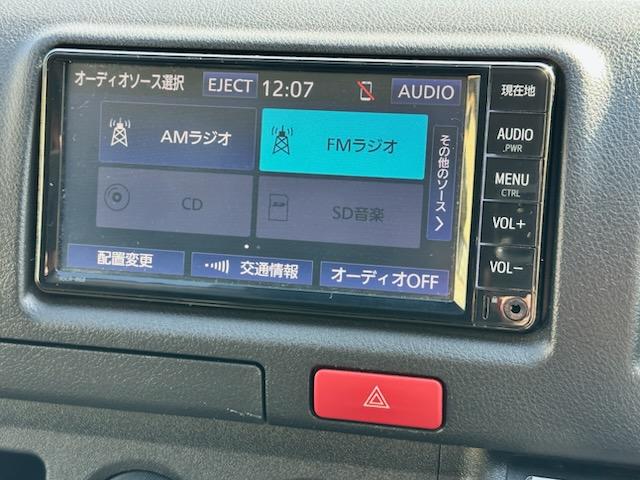 オーディオソース選択 EJECT 12:07 AUDIO
AMラジオ FMラジオ
CD SD音楽
その他のソース
配置変更 交通情報 オーディオOFF
現在地
AUDIO
PWR
MENU
CTRL
VOL+
VOL−